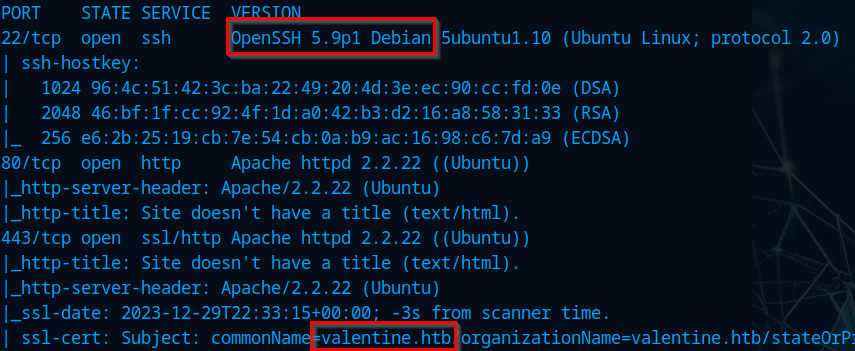 PORT    STATE SERVICE  VERSION
22/tcp  open  ssh      OpenSSH 5.9p1 Debian 5ubuntu1.10 (Ubuntu Linux; protocol 2.0)
| ssh-hostkey:
|   1024 96:4c:51:42:3c:ba:22:49:20:4d:3e:ec:90:cc:fd:0e (DSA)
|   2048 46:bf:1f:cc:92:4f:1d:a0:42:b3:d2:16:a8:58:31:33 (RSA)
|_  256 e6:2b:25:19:cb:7e:54:cb:0a:b9:ac:16:98:c6:7d:a9 (ECDSA)
80/tcp  open  http     Apache httpd 2.2.22 ((Ubuntu))
|_http-server-header: Apache/2.2.22 (Ubuntu)
|_http-title: Site doesn't have a title (text/html).
443/tcp open  ssl/http Apache httpd 2.2.22 ((Ubuntu))
|_http-title: Site doesn't have a title (text/html).
|_http-server-header: Apache/2.2.22 (Ubuntu)
|_ssl-date: 2023-12-29T22:33:15+00:00; -3s from scanner time.
| ssl-cert: Subject: commonName=valentine.htb/organizationName=valentine.htb/stateOrPr